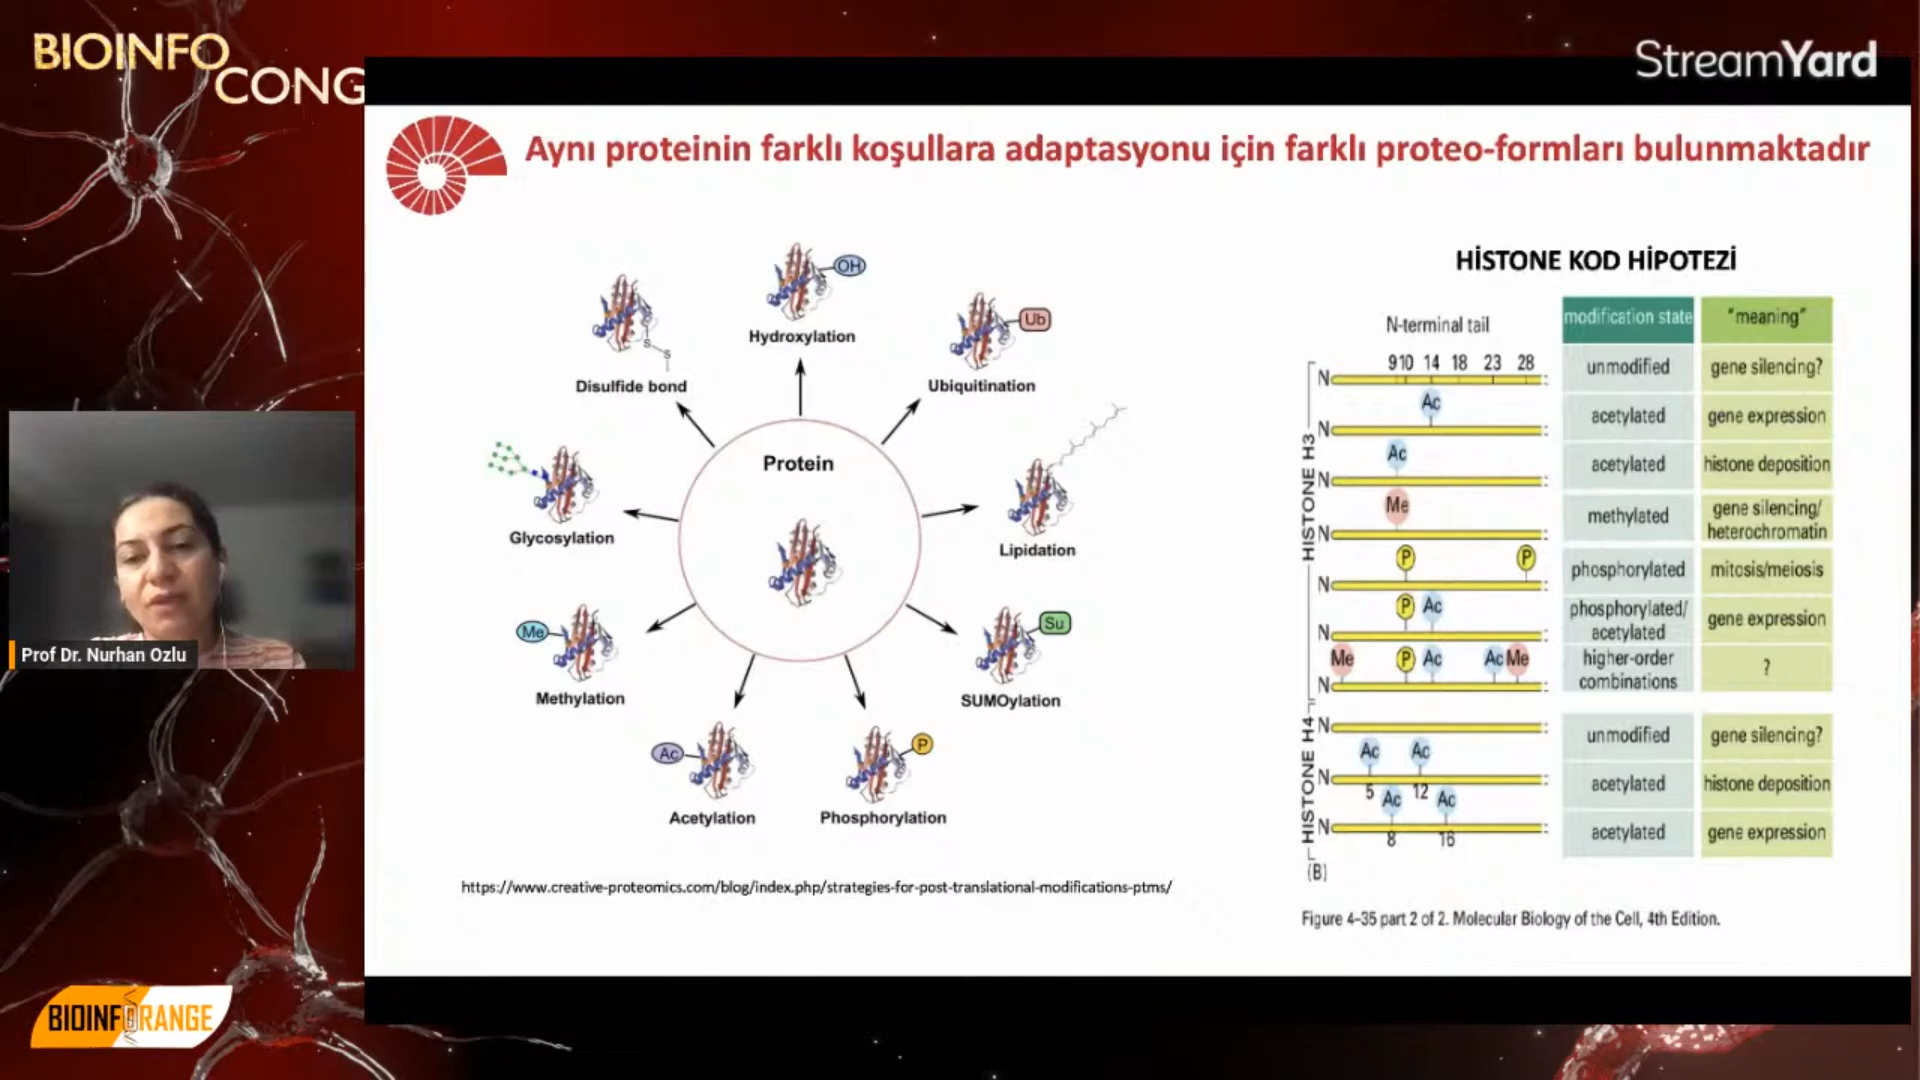 BIOINFO
CONG
StreamYard
Aynı proteinin farklı koşullara adaptasyonu için farklı proteo-formları bulunmaktadır
OH
Hydroxylation
S
S
Disulfide bond
Ub
Ubiquitination
Protein
Glycosylation
Lipidation
Me
Methylation
Su
SUMOylation
Ac
Acetylation
P
Phosphorylation
https://www.creative-proteomics.com/blog/index.php/strategies-for-post-translational-modifications-ptms/
HİSTONE KOD HİPOTEZİ
N-terminal tail
modification state
"meaning"
9 10 14 18 23 28
HISTONE H3
N
unmodified
gene silencing?
Ac
N
acetylated
gene expression
Ac
N
acetylated
histone deposition
Me
N
methylated
gene silencing/
heterochromatin
P P
N
phosphorylated
mitosis/meiosis
P Ac
N
phosphorylated/
acetylated
gene expression
Me P Ac Ac Me
N
higher-order
combinations
?
HISTONE H4
N
unmodified
gene silencing?
Ac Ac
N
5 12
acetylated
histone deposition
Ac Ac
N
8 16
acetylated
gene expression
(B)
Figure 4–35 part 2 of 2. Molecular Biology of the Cell, 4th Edition.
Prof Dr. Nurhan Ozlu
BIOINFORANGE